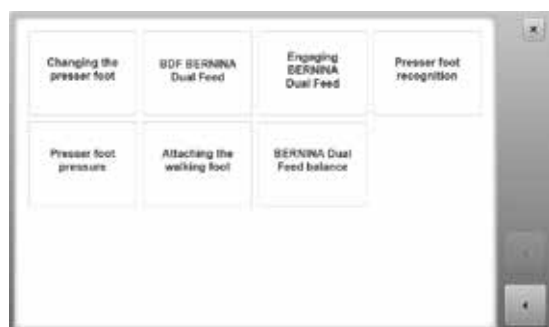 Changing the
presser foot
BDF BERNINA
Dual Feed
Engaging
BERNINA
Dual Feed
Presser foot
recognition
Presser foot
pressure
Attaching the
walking foot
BERNINA Dual
Feed balance